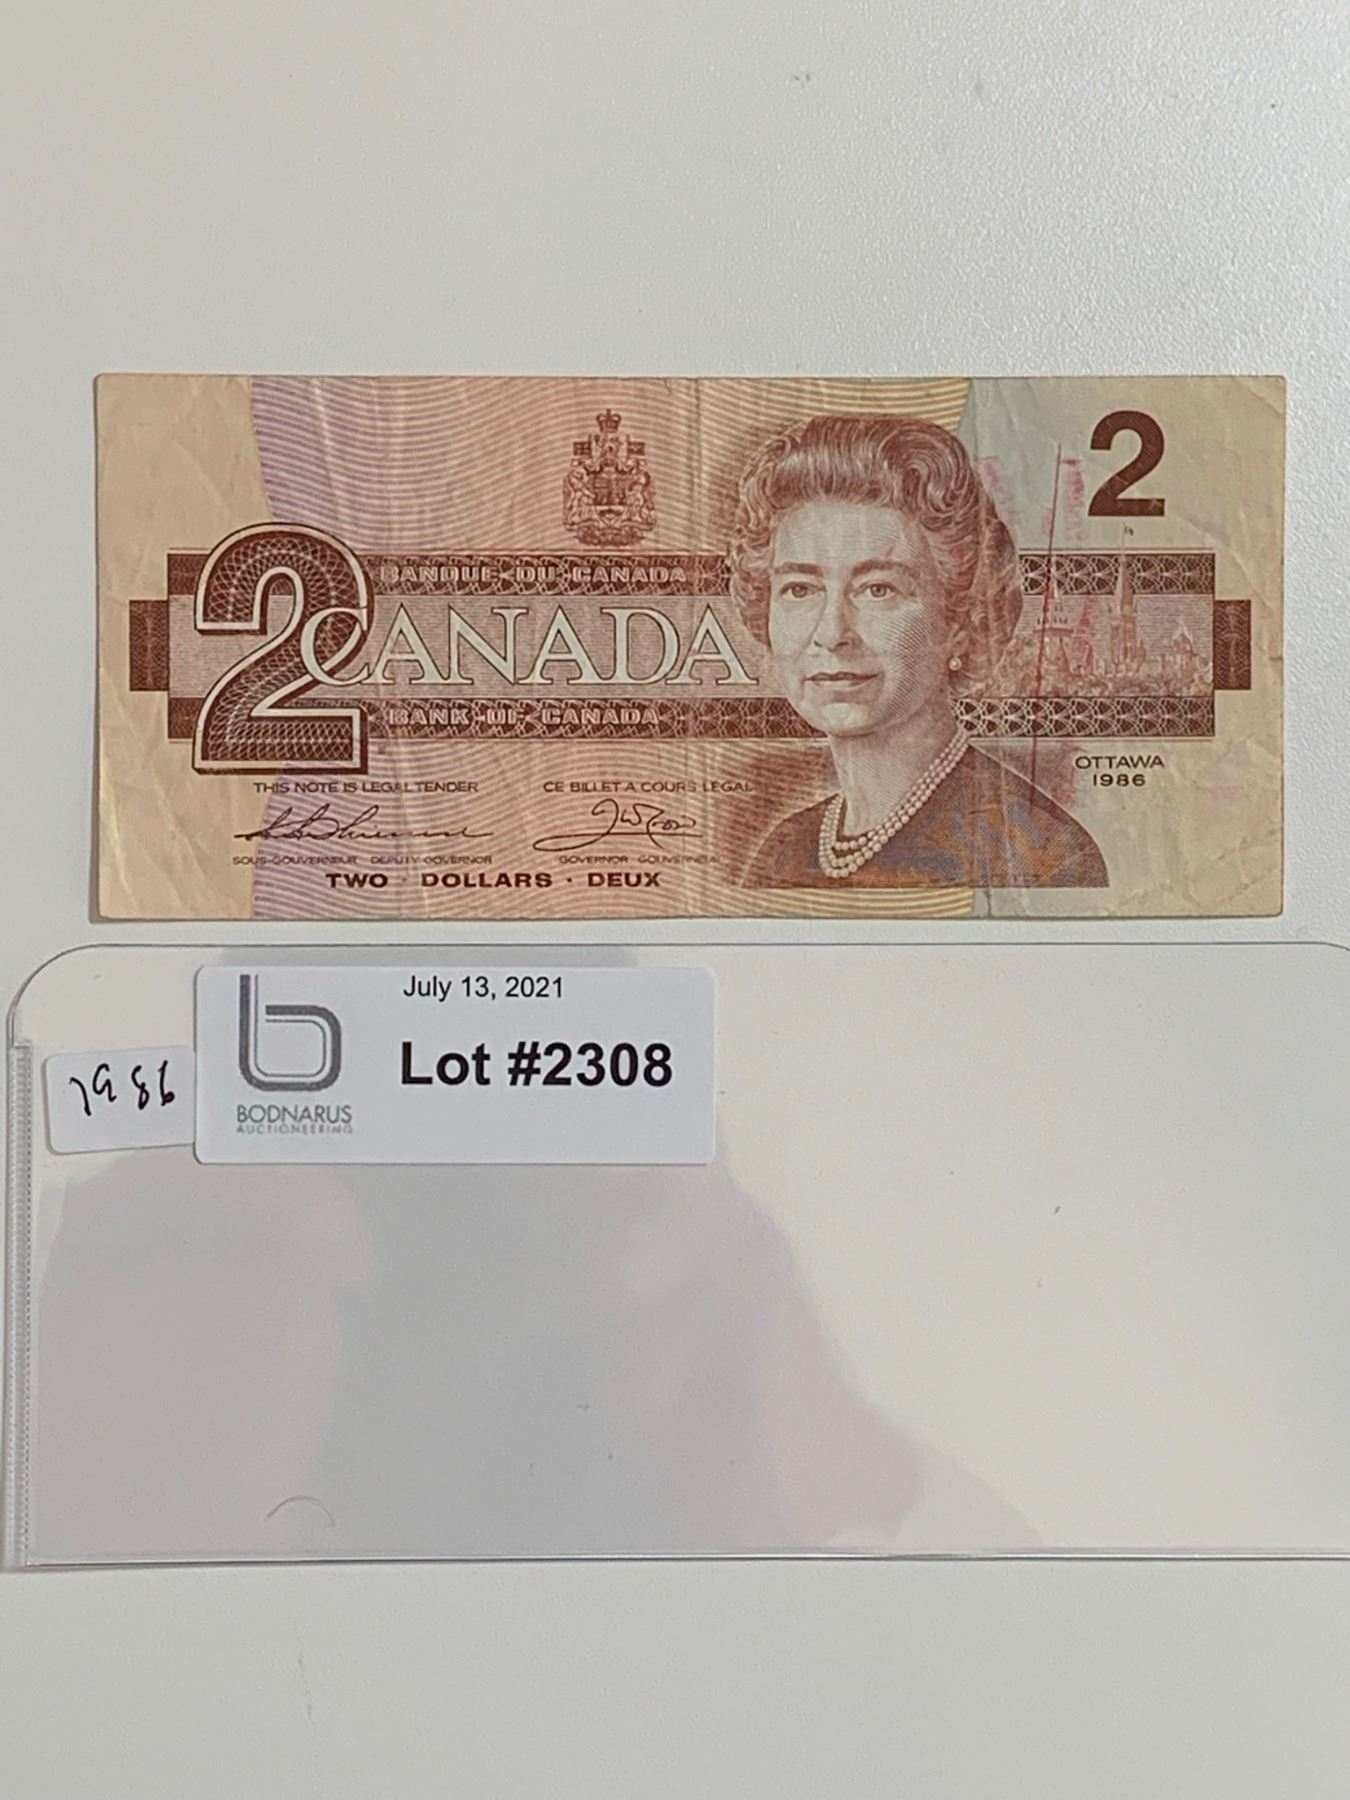 2
BANQUE DU CANADA
2
CANADA
BANK OF CANADA
OTTAWA
1986
THIS NOTE IS LEGAL TENDER
CE BILLET A COURS LEGAL
SOUS-GOUVERNEUR DEPUTY GOVERNOR
GOVERNOR GOUVERNEUR
TWO · DOLLARS · DEUX
July 13, 2021
Lot #2308
BODNARUS
AUCTIONEERING
1986